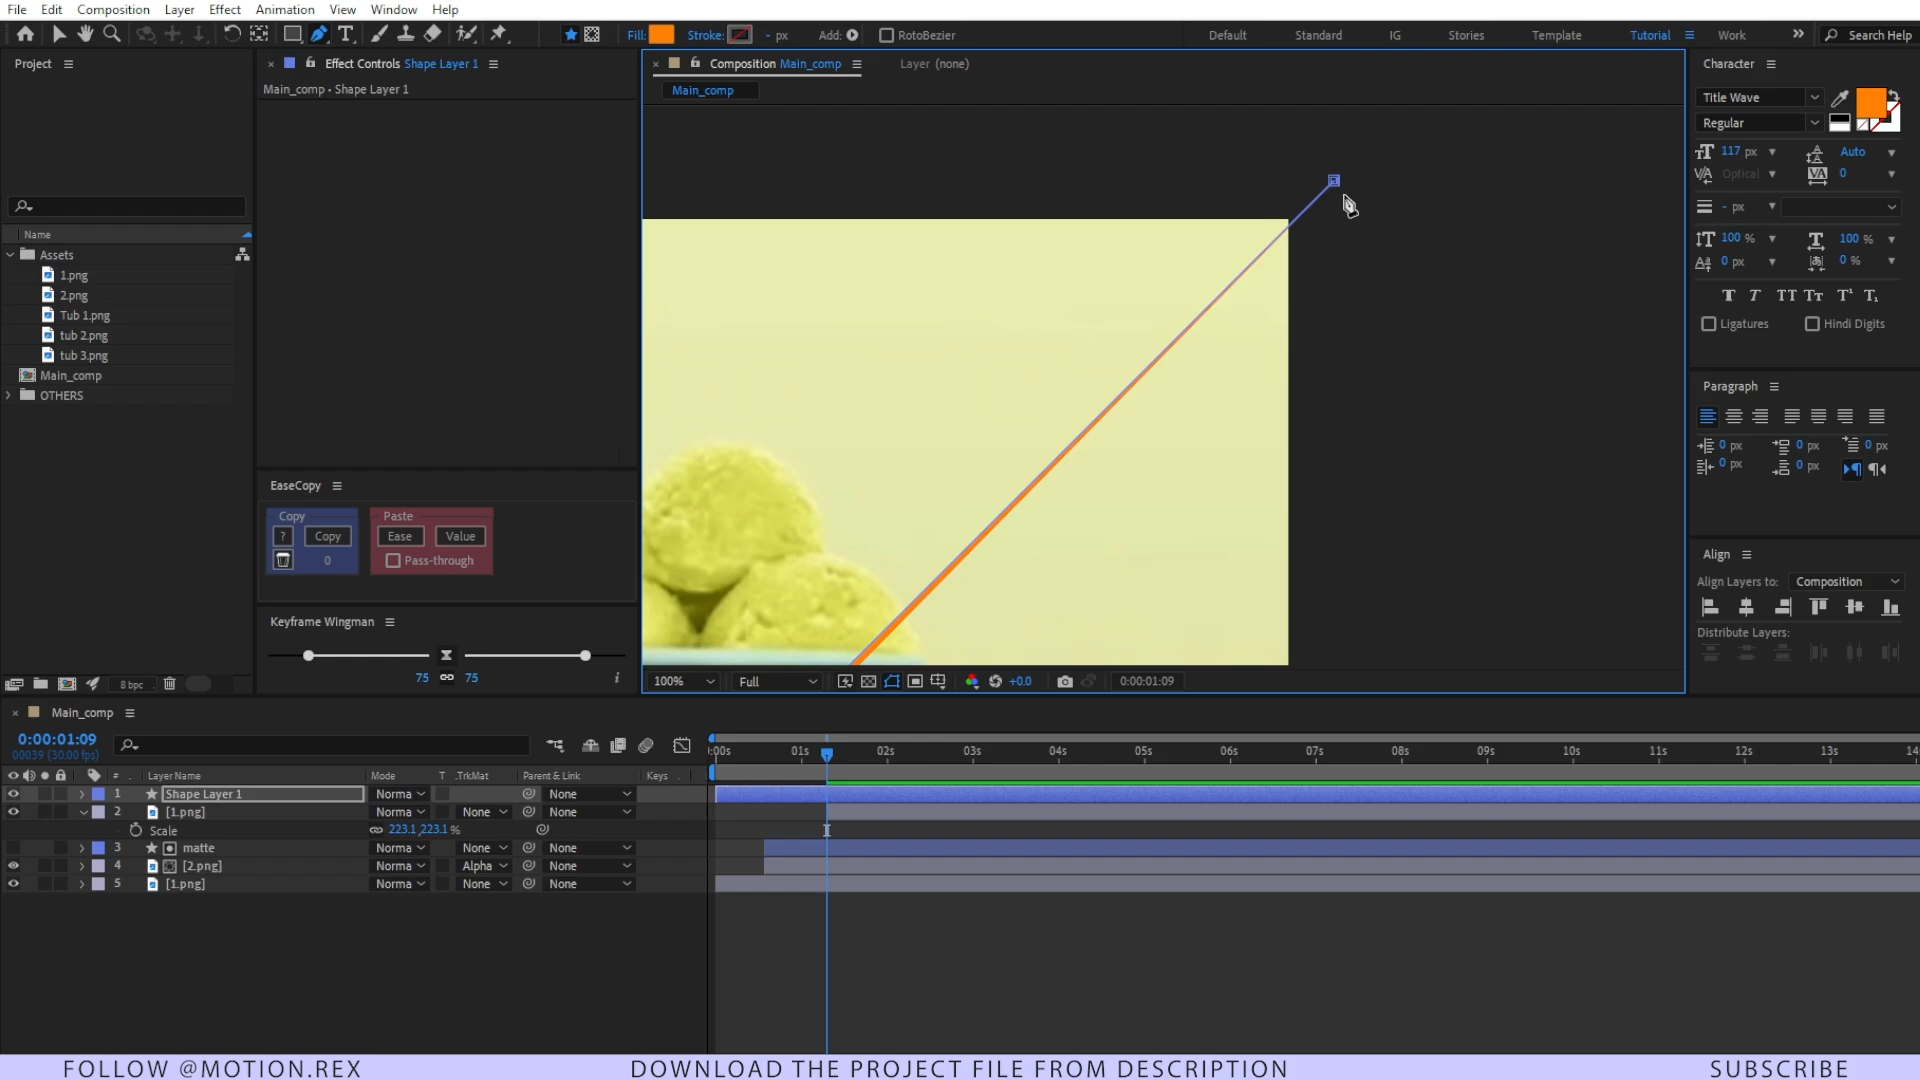 File Edit Composition Layer Effect Animation View Window Help
Fill: Stroke: - px Add: RotoBezier Default Standard IG Stories Template Tutorial Work Search Help
Project
Effect Controls Shape Layer 1
Composition Main_comp
Layer (none)
Character
Main_comp • Shape Layer 1
Main_comp
Title Wave
Regular
117 px Auto
Optical 0
- px
100 % 100 %
0 px 0 %
Ligatures Hindi Digits
Name
Assets
1.png
2.png
Tub 1.png
tub 2.png
tub 3.png
Main_comp
OTHERS
Paragraph
0 px 0 px 0 px
0 px 0 px
EaseCopy
Copy Paste
? Copy Ease Value
0 Pass-through
Align
Align Layers to: Composition
Distribute Layers:
Keyframe Wingman
75 75 i
8 bpc
100% Full +0.0 0:00:01:09
Main_comp
0:00:01:09
00039 (30.00 fps)
:00s 01s 02s 03s 04s 05s 06s 07s 08s 09s 10s 11s 12s 13s 14
# Layer Name Mode T .TrkMat Parent & Link Keys
1 Shape Layer 1 Norma None
2 [1.png] Norma None None
Scale 223.1,223.1 %
3 matte Norma None None
4 [2.png] Norma Alpha None
5 [1.png] Norma None None
FOLLOW @MOTION.REX DOWNLOAD THE PROJECT FILE FROM DESCRIPTION SUBSCRIBE